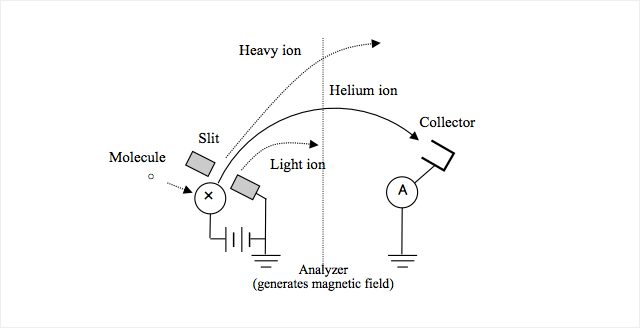 Heavy ion
Helium ion
Collector
Slit
Molecule
Light ion
×
A
Analyzer
(generates magnetic field)